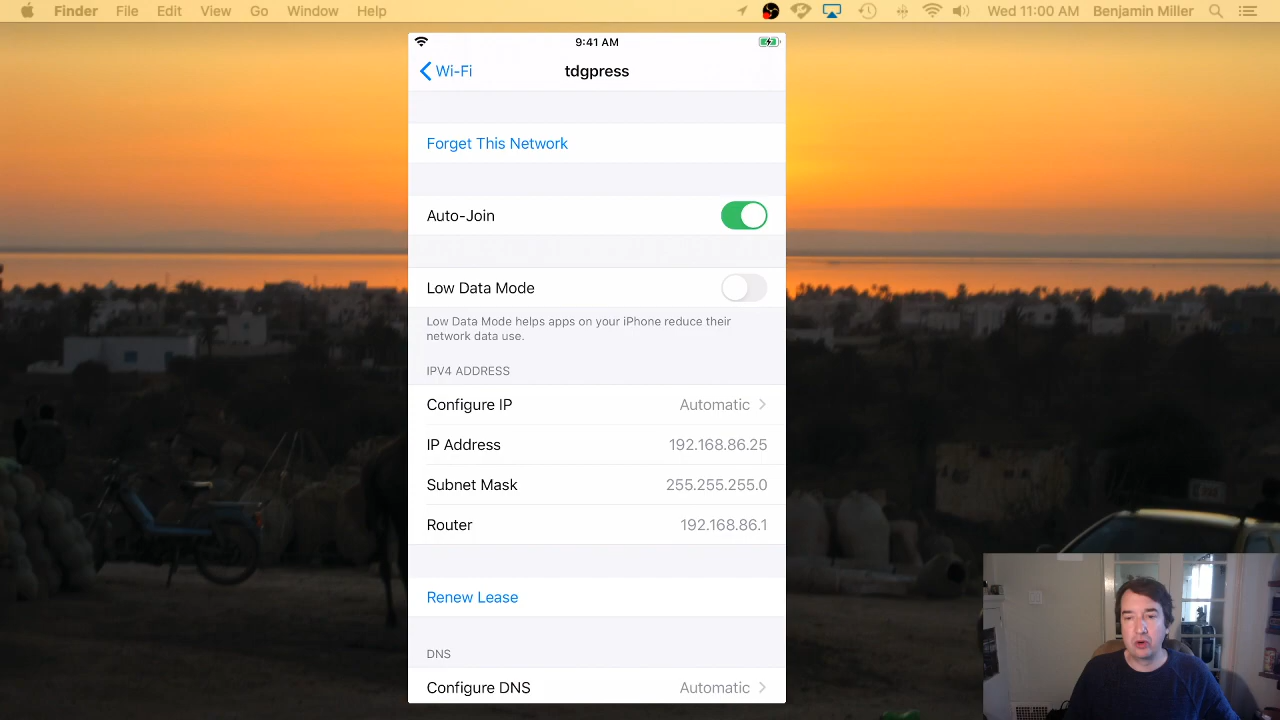 Finder File Edit View Go Window Help Wed 11:00 AM Benjamin Miller
9:41 AM
Wi-Fi tdgpress
Forget This Network
Auto-Join
Low Data Mode
Low Data Mode helps apps on your iPhone reduce their
network data use.
IPV4 ADDRESS
Configure IP Automatic
IP Address 192.168.86.25
Subnet Mask 255.255.255.0
Router 192.168.86.1
Renew Lease
DNS
Configure DNS Automatic